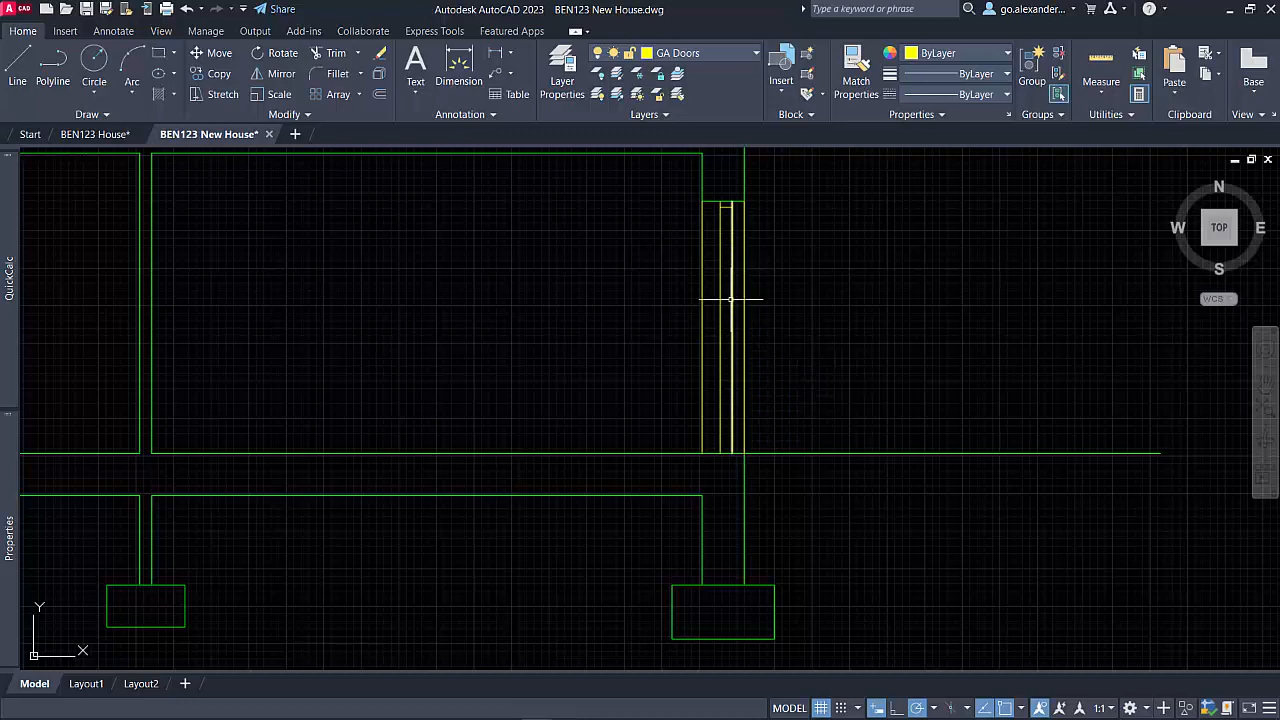 A CAD
Share
Autodesk AutoCAD 2023 BEN123 New House.dwg
Type a keyword or phrase
go.alexander...
Home Insert Annotate View Manage Output Add-ins Collaborate Express Tools Featured Apps
Line
Polyline
Circle
Arc
Draw
Move
Rotate
Trim
Copy
Mirror
Fillet
Stretch
Scale
Array
Modify
Text
Dimension
Table
Annotation
Layer
Properties
GA Doors
Layers
Insert
Block
Match
Properties
ByLayer
ByLayer
ByLayer
Properties
Group
Groups
Measure
Utilities
Paste
Clipboard
Base
View
Start
BEN123 House*
BEN123 New House*
QuickCalc
Properties
N
W
TOP
E
S
WCS
Y
X
Model Layout1 Layout2
MODEL
1:1